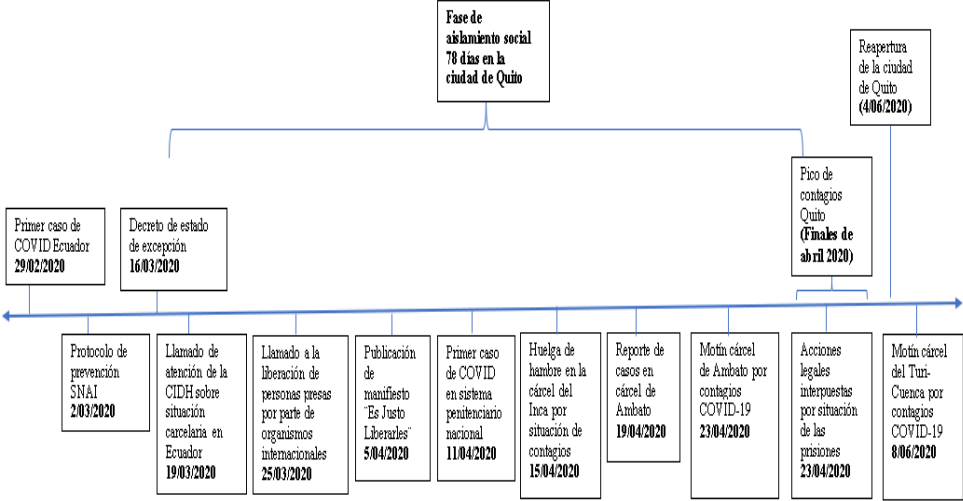 Fase de
aislamiento social
78 días en la
ciudad de Quito
Reapertura
de la ciudad
de Quito
(4/06/2020)
Pico de
contagios
Quito
(Finales de
abril 2020)
Primer caso de
COVID Ecuador
29/02/2020
Decreto de estado
de excepción
16/03/2020
Protocolo de
prevención
SNAI
2/03/2020
Llamado de
atención de la
CIDH sobre
situación
carcelaria en
Ecuador
19/03/2020
Llamado a la
liberación de
personas presas
por parte de
organismos
internacionales
25/03/2020
Publicación
de
manifiesto
¨Es Justo
Liberarles¨
5/04/2020
Primer caso
de COVID
en sistema
penitenciario
nacional
11/04/2020
Huelga de
hambre en la
cárcel del
Inca por
situación de
contagios
15/04/2020
Reporte de
casos en
cárcel de
Ambato
19/04/2020
Motín cárcel
de Ambato por
contagios
COVID-19
23/04/2020
Acciones
legales
interpuestas
por situación
de las
prisiones
23/04/2020
Motín cárcel
del Turi-
Cuenca por
contagios
COVID-19
8/06/2020